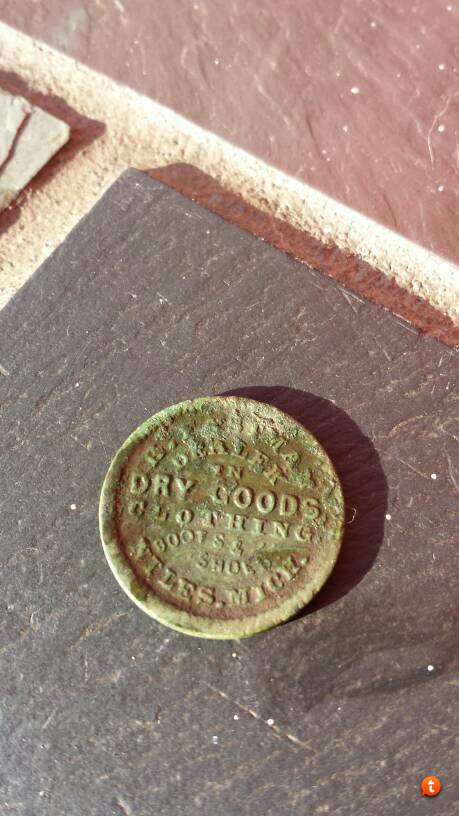 DEALER
IN
DRY GOODS,
CLOTHING
BOOTS &
SHOES
NILES, MICH.
t